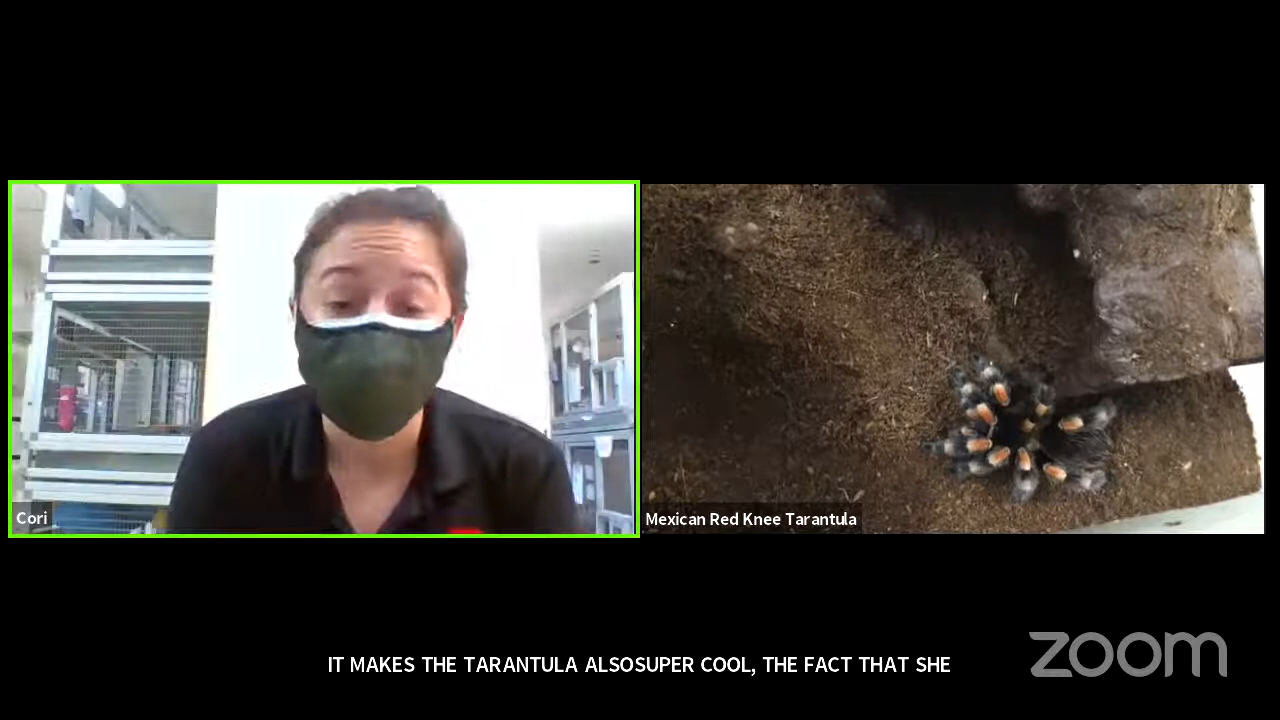 Cori
Mexican Red Knee Tarantula
IT MAKES THE TARANTULA ALSOSUPER COOL, THE FACT THAT SHE
zoom